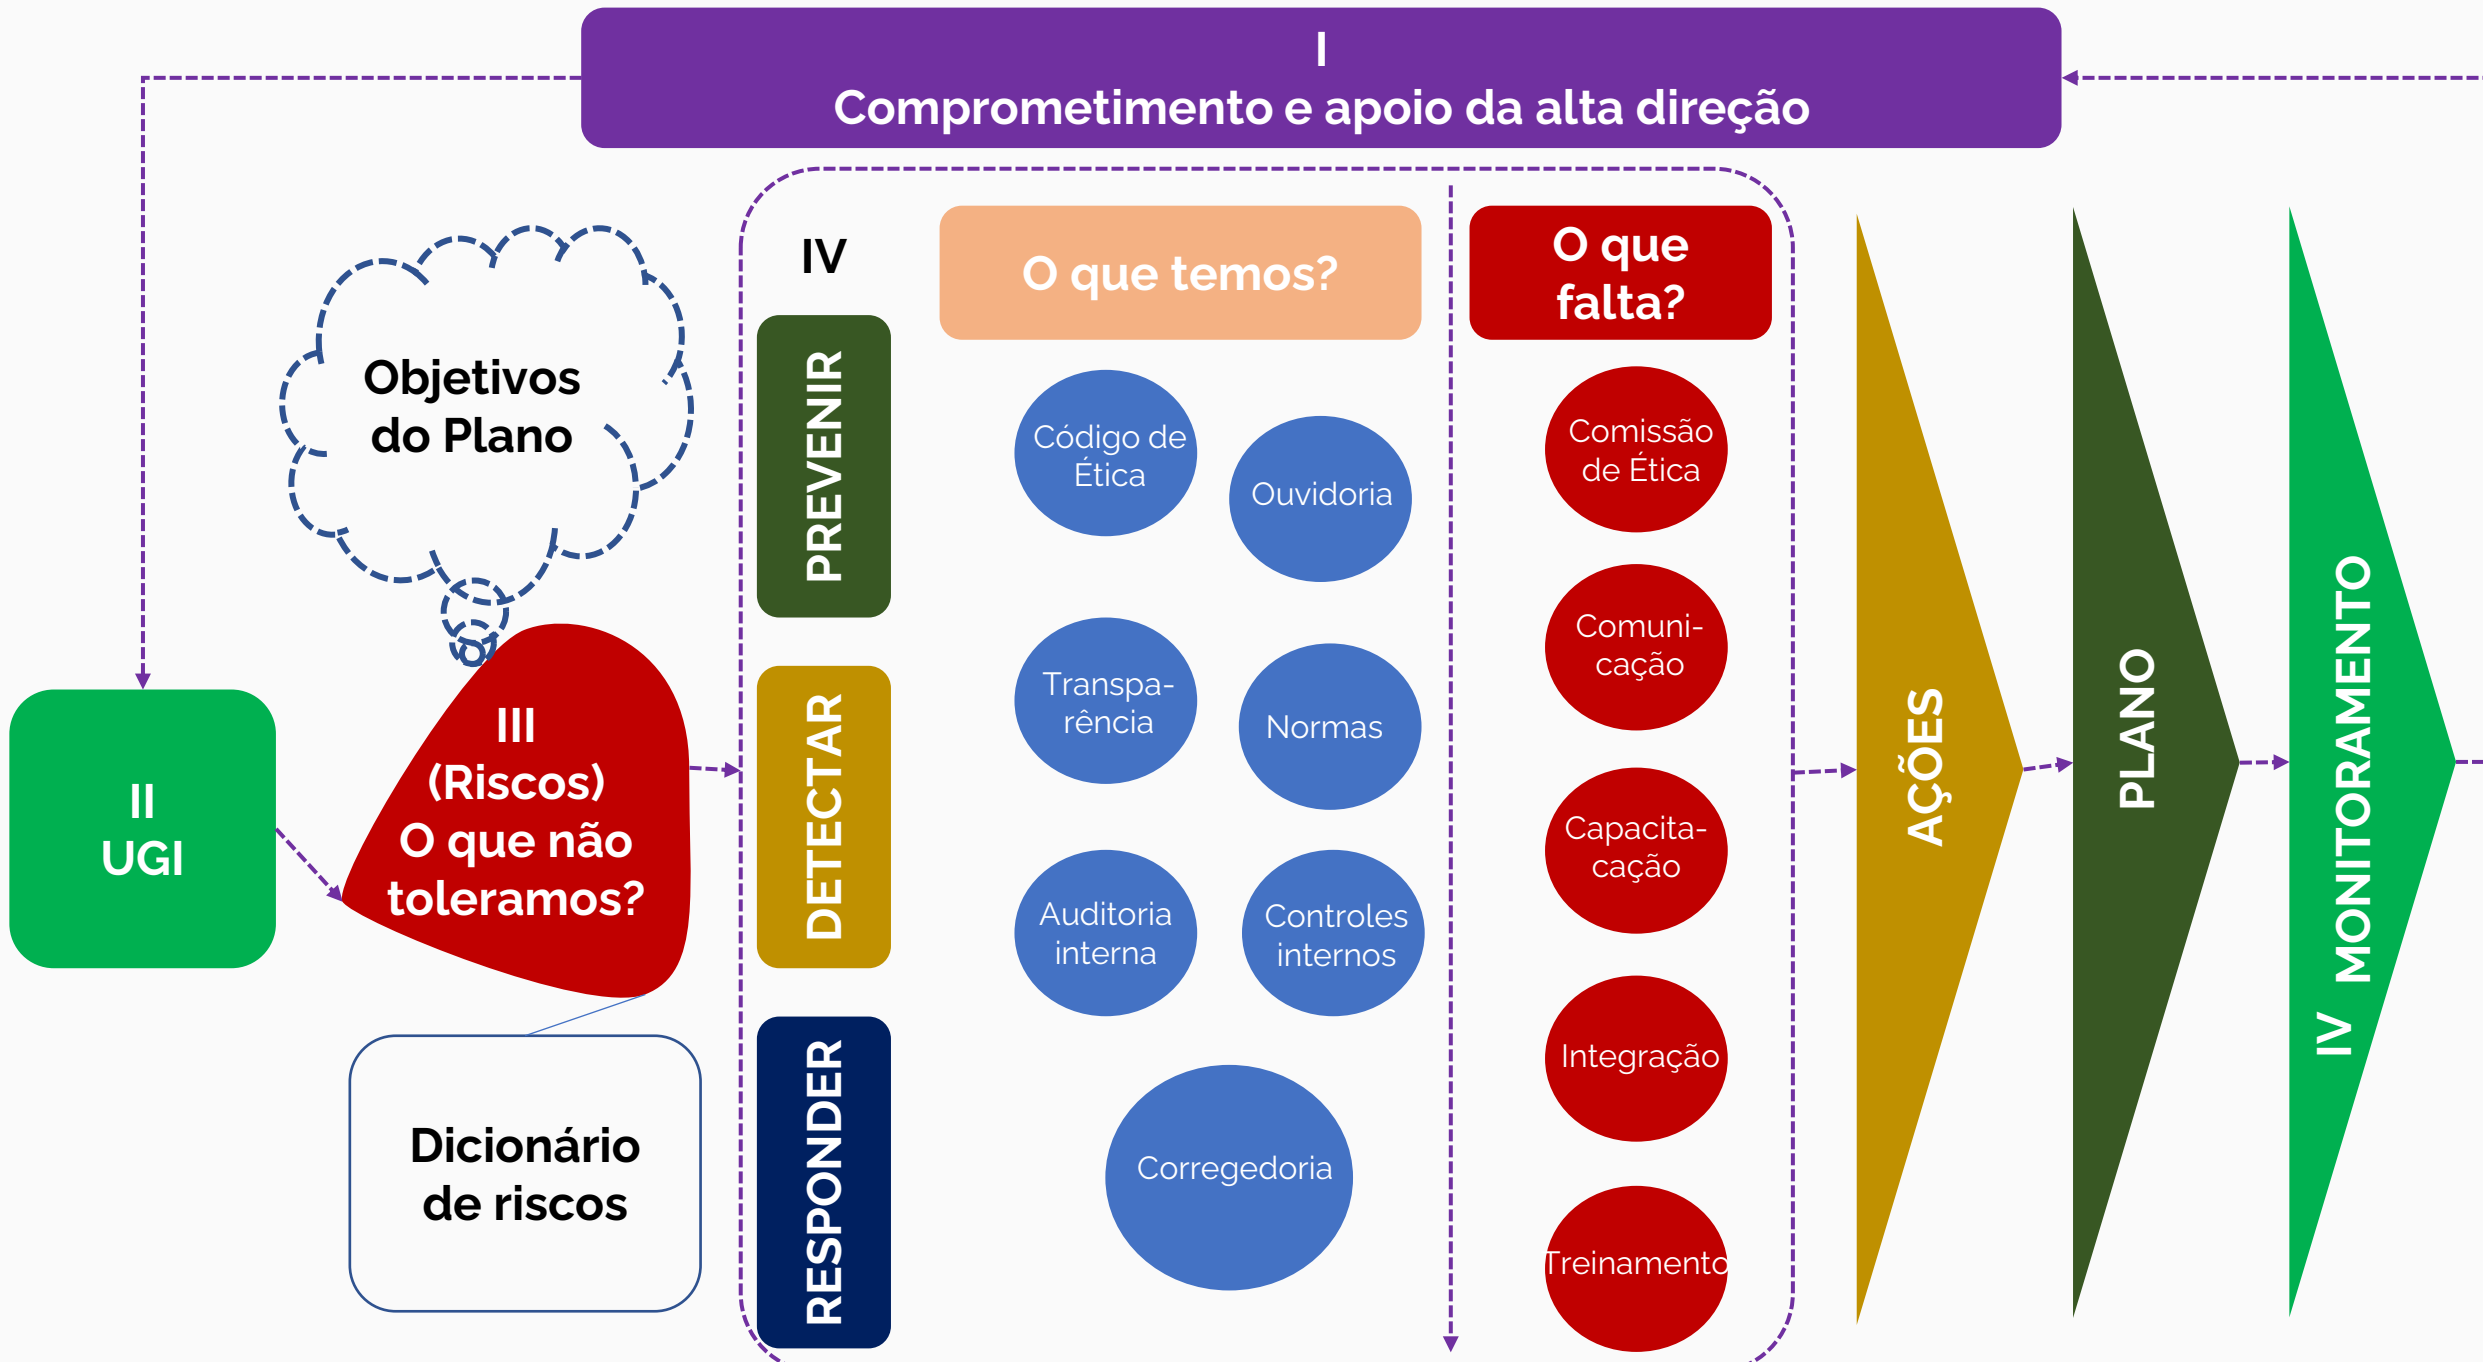 I
Comprometimento e apoio da alta direção
Objetivos
do Plano
II
UGI
III
(Riscos)
O que não
toleramos?
Dicionário
de riscos
IV
PREVENIR
DETECTAR
RESPONDER
O que temos?
Código de
Ética
Ouvidoria
Transpa-
rência
Normas
Auditoria
interna
Controles
internos
Corregedoria
O que
falta?
Comissão
de Ética
Comuni-
cação
Capacita-
cação
Integração
Treinamento
AÇÕES
PLANO
IV
MONITORAMENTO